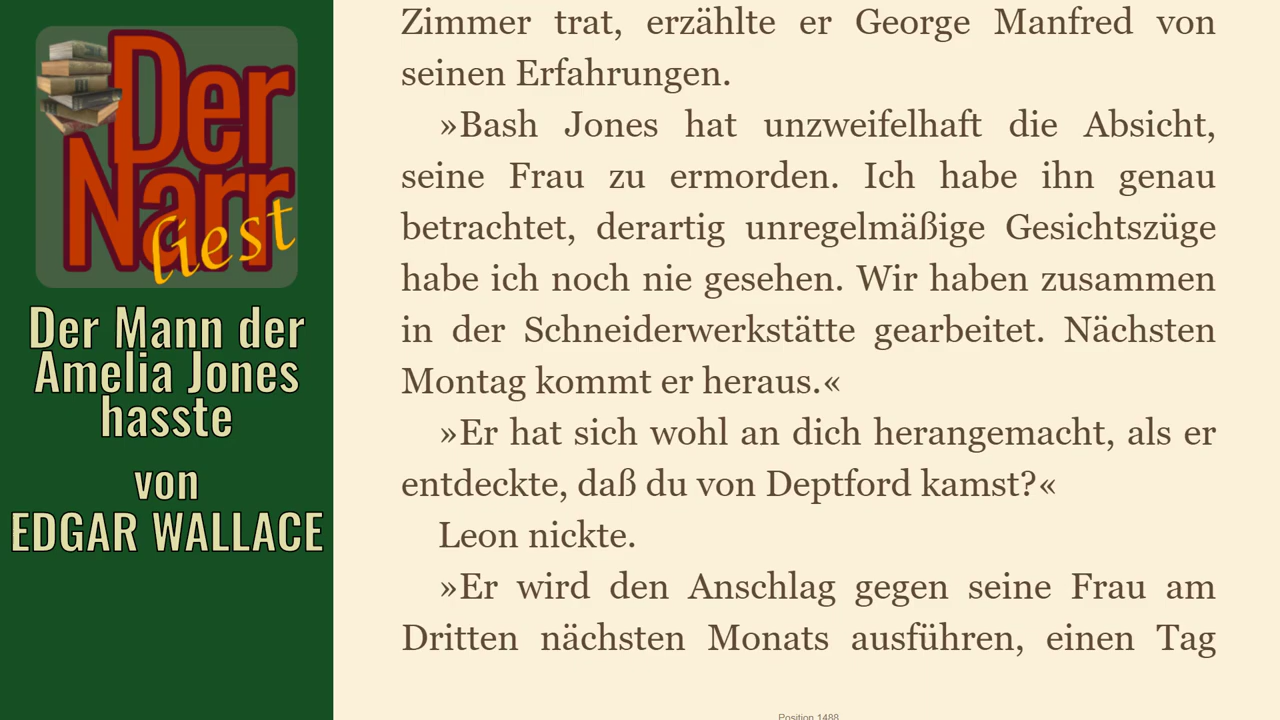 Der
Narr
liest
Der Mann der
Amelia Jones
hasste
von
EDGAR WALLACE
Zimmer trat, erzählte er George Manfred von
seinen Erfahrungen.
»Bash Jones hat unzweifelhaft die Absicht,
seine Frau zu ermorden. Ich habe ihn genau
betrachtet, derartig unregelmäßige Gesichtszüge
habe ich noch nie gesehen. Wir haben zusammen
in der Schneiderwerkstätte gearbeitet. Nächsten
Montag kommt er heraus.«
»Er hat sich wohl an dich herangemacht, als er
entdeckte, daß du von Deptford kamst?«
Leon nickte.
»Er wird den Anschlag gegen seine Frau am
Dritten nächsten Monats ausführen, einen Tag
Position 1488